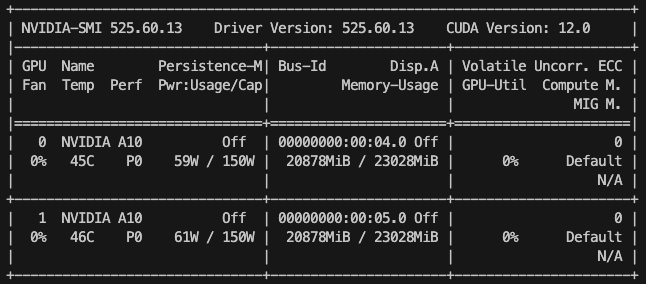 +-----------------------------------------------------------------------------+
| NVIDIA-SMI 525.60.13    Driver Version: 525.60.13    CUDA Version: 12.0     |
|-------------------------------+----------------------+----------------------+
| GPU  Name        Persistence-M| Bus-Id        Disp.A | Volatile Uncorr. ECC |
| Fan  Temp  Perf  Pwr:Usage/Cap|         Memory-Usage | GPU-Util  Compute M. |
|                               |                      |               MIG M. |
|===============================+======================+======================|
|   0  NVIDIA A10          Off  | 00000000:00:04.0 Off |                    0 |
|  0%   45C    P0    59W / 150W |  20878MiB / 23028MiB |      0%      Default |
|                               |                      |                  N/A |
+-------------------------------+----------------------+----------------------+
|   1  NVIDIA A10          Off  | 00000000:00:05.0 Off |                    0 |
|  0%   46C    P0    61W / 150W |  20878MiB / 23028MiB |      0%      Default |
|                               |                      |                  N/A |
+-------------------------------+----------------------+----------------------+